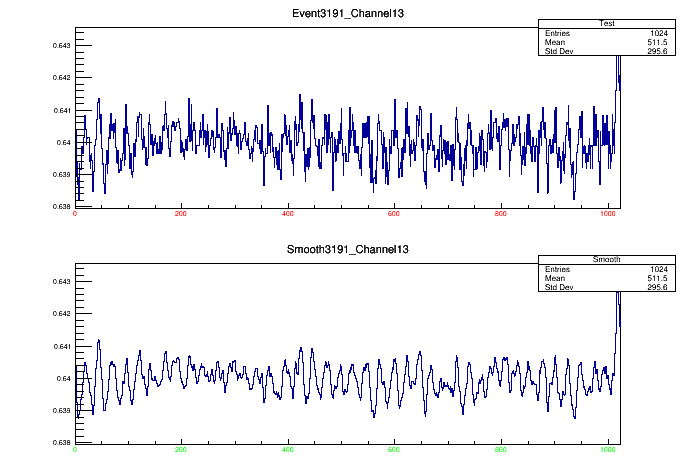 Event3191_Channel13
Test
Entries 1024
Mean 511.5
Std Dev 295.6
0.643
0.642
0.641
0.64
0.639
0.638
0 200 400 600 800 1000
Smooth3191_Channel13
Smooth
Entries 1024
Mean 511.5
Std Dev 295.6
0.643
0.642
0.641
0.64
0.639
0.638
0 200 400 600 800 1000